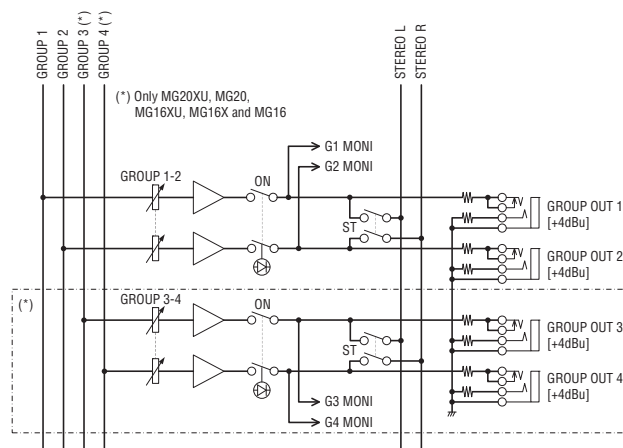 GROUP 1
GROUP 2
GROUP 3 (*)
GROUP 4 (*)
STEREO L
STEREO R
(*) Only MG20XU, MG20,
MG16XU, MG16X and MG16
G1 MONI
G2 MONI
GROUP 1-2
ON
ST
GROUP OUT 1
[+4dBu]
GROUP OUT 2
[+4dBu]
(*)
GROUP 3-4
ON
ST
GROUP OUT 3
[+4dBu]
GROUP OUT 4
[+4dBu]
G3 MONI
G4 MONI